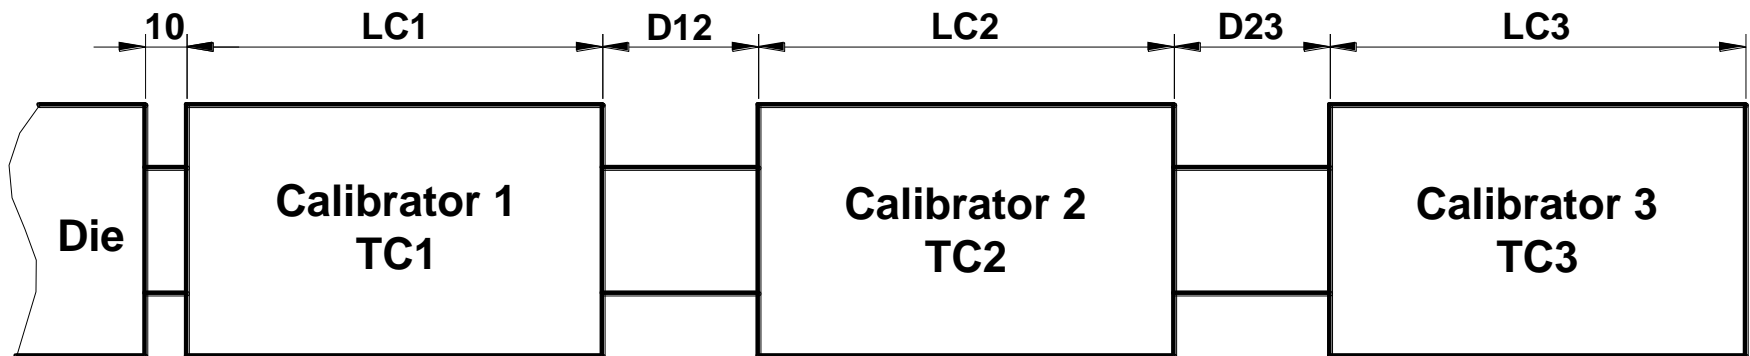 10
LC1
D12
LC2
D23
LC3
Die
Calibrator 1
TC1
Calibrator 2
TC2
Calibrator 3
TC3